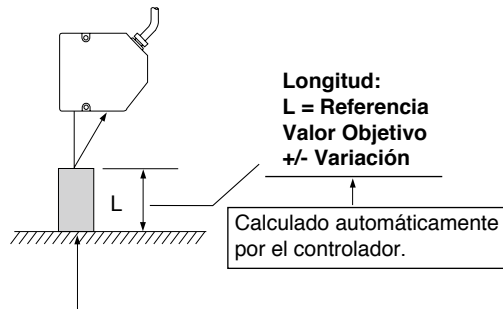 Longitud:
L = Referencia
Valor Objetivo
+/- Variación
L
Calculado automáticamente
por el controlador.